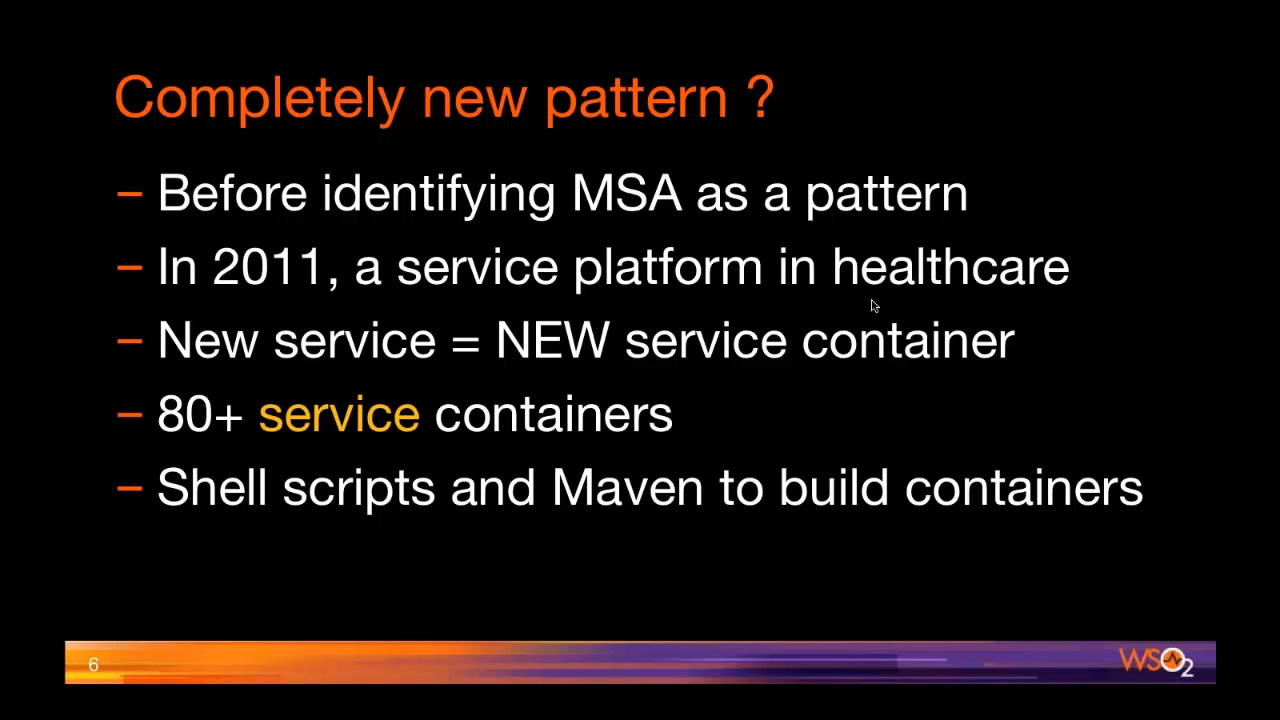 Completely new pattern ?
– Before identifying MSA as a pattern
– In 2011, a service platform in healthcare
– New service = NEW service container
– 80+ service containers
– Shell scripts and Maven to build containers
6
WSO2